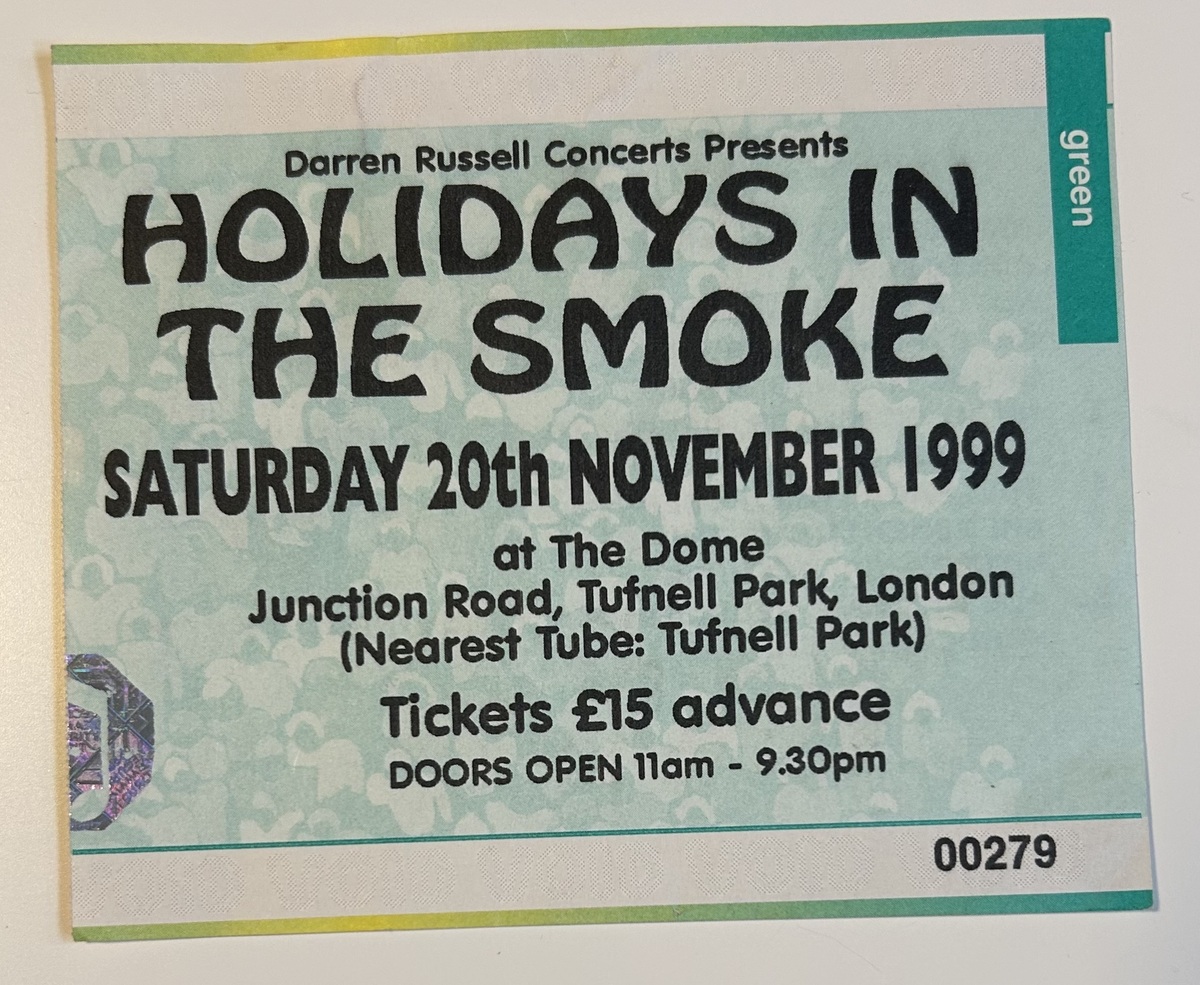 Darren Russell Concerts Presents
HOLIDAYS IN
THE SMOKE
SATURDAY 20th NOVEMBER 1999
at The Dome
Junction Road, Tufnell Park, London
(Nearest Tube: Tufnell Park)
Tickets £15 advance
DOORS OPEN 11am - 9.30pm
00279
green